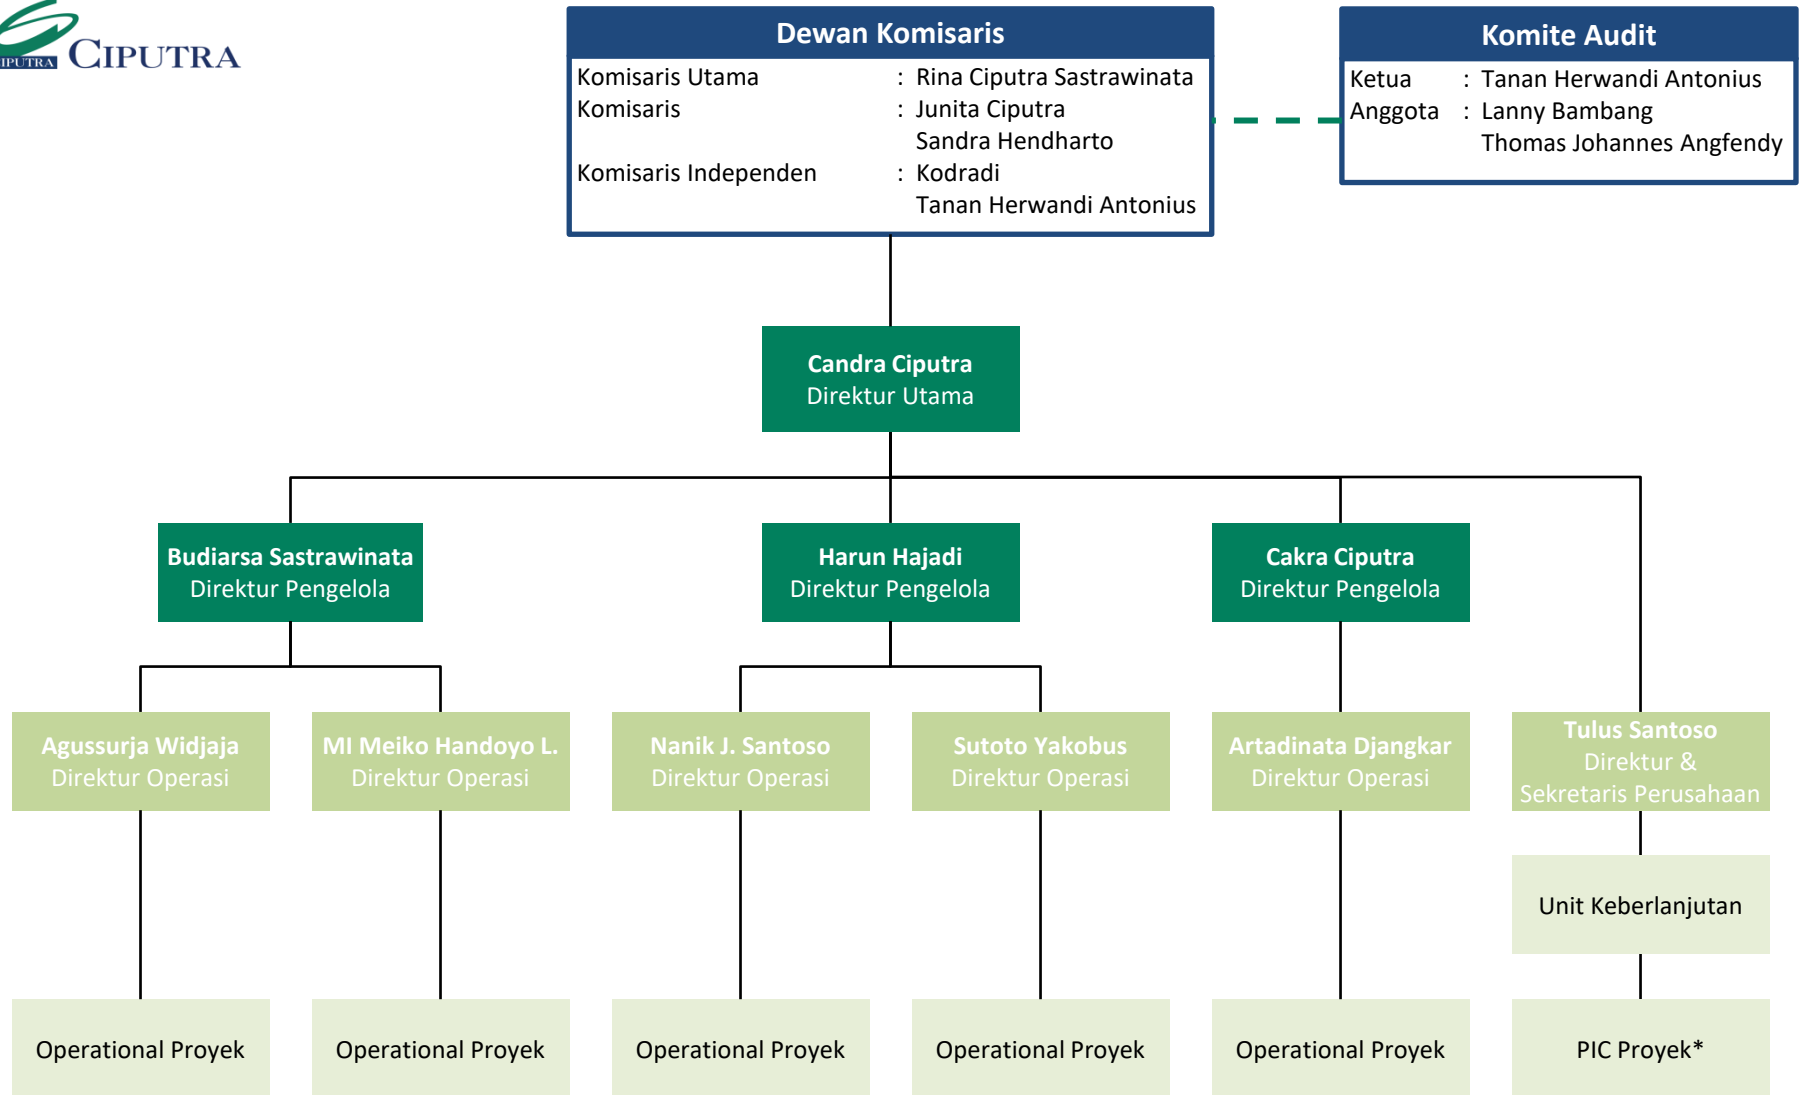 CIPUTRA CIPUTRA
Dewan Komisaris
Komisaris Utama : Rina Ciputra Sastrawinata
Komisaris : Junita Ciputra
Sandra Hendharto
Komisaris Independen : Kodradi
Tanan Herwandi Antonius
Komite Audit
Ketua : Tanan Herwandi Antonius
Anggota : Lanny Bambang
Thomas Johannes Angfendy
Candra Ciputra
Direktur Utama
Budiarsa Sastrawinata
Direktur Pengelola
Harun Hajadi
Direktur Pengelola
Cakra Ciputra
Direktur Pengelola
Agussurja Widjaja
Direktur Operasi
MI Meiko Handoyo L.
Direktur Operasi
Nanik J. Santoso
Direktur Operasi
Sutoto Yakobus
Direktur Operasi
Artadinata Djangkar
Direktur Operasi
Tulus Santoso
Direktur &
Sekretaris Perusahaan
Unit Keberlanjutan
Operational Proyek
Operational Proyek
Operational Proyek
Operational Proyek
Operational Proyek
PIC Proyek*